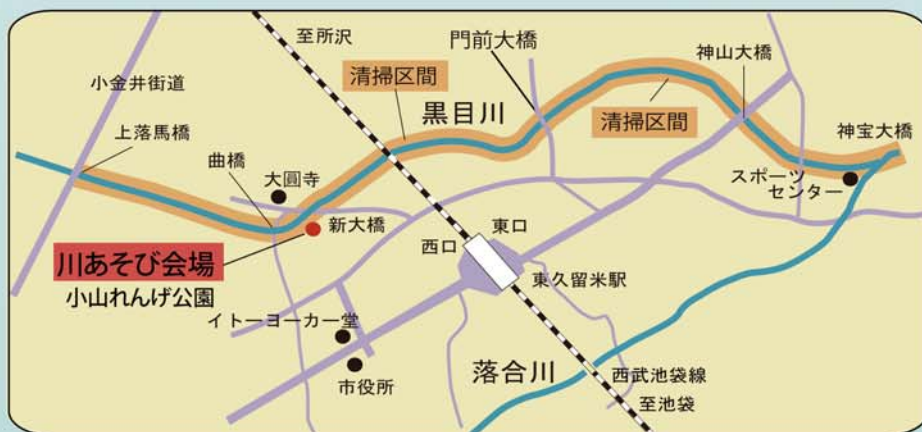 至所沢
門前大橋
神山大橋
小金井街道
清掃区間
黒目川
清掃区間
神宝大橋
上落馬橋
曲橋
大圓寺
スポーツ
センター
新大橋
東口
西口
川あそび会場
小山れんげ公園
東久留米駅
イトーヨーカー堂
市役所
落合川
西武池袋線
至池袋